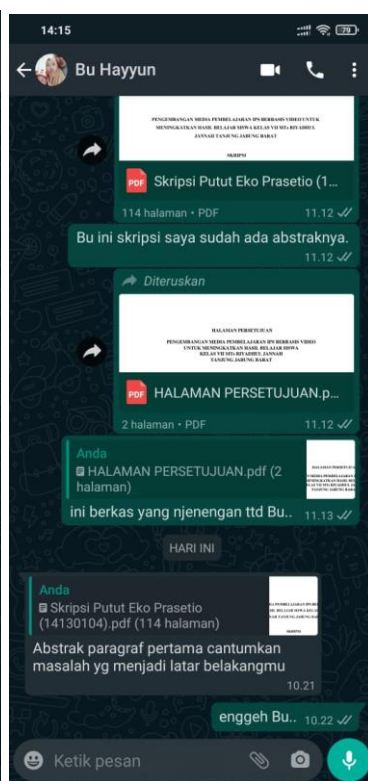 14:15
79
Bu Hayyun
PENGEMBANGAN MEDIA PEMBELAJARAN IPS BERBASIS VIDEO UNTUK
MENINGKATKAN HASIL BELAJAR SISWA KELAS VII MTs RIYADHUL
JANNAH TANJUNG JABUNG BARAT
SKRIPSI
PDF
Skripsi Putut Eko Prasetio (1...
114 halaman • PDF
11.12
Bu ini skripsi saya sudah ada abstraknya.
11.12
Diteruskan
HALAMAN PERSETUJUAN
PENGEMBANGAN MEDIA PEMBELAJARAN IPS BERBASIS VIDEO
UNTUK MENINGKATKAN HASIL BELAJAR SISWA
KELAS VII MTs RIYADHUL JANNAH
TANJUNG JABUNG BARAT
PDF
HALAMAN PERSETUJUAN.p...
2 halaman • PDF
11.12
Anda
HALAMAN PERSETUJUAN.pdf (2
halaman)
ini berkas yang njenengan ttd Bu..
11.13
HARI INI
Anda
Skripsi Putut Eko Prasetio
(14130104).pdf (114 halaman)
Abstrak paragraf pertama cantumkan
masalah yg menjadi latar belakangmu
10.21
enggeh Bu..
10.22
Ketik pesan